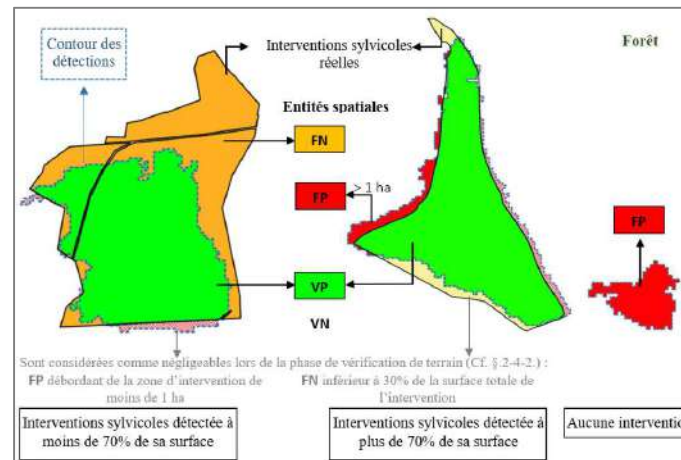 Contour des
détections
Interventions sylvicoles
réelles
Forêt
Entités spatiales
FN
FP
> 1 ha
FP
VP
VN
Sont considérées comme négligeables lors de la phase de vérification de terrain (Cf. §.2-4-2.) :
FP débordant de la zone d’intervention de
moins de 1 ha
FN inférieur à 30% de la surface totale de
l’intervention
Interventions sylvicoles détectée à
moins de 70% de sa surface
Interventions sylvicoles détectée à
plus de 70% de sa surface
Aucune interventio